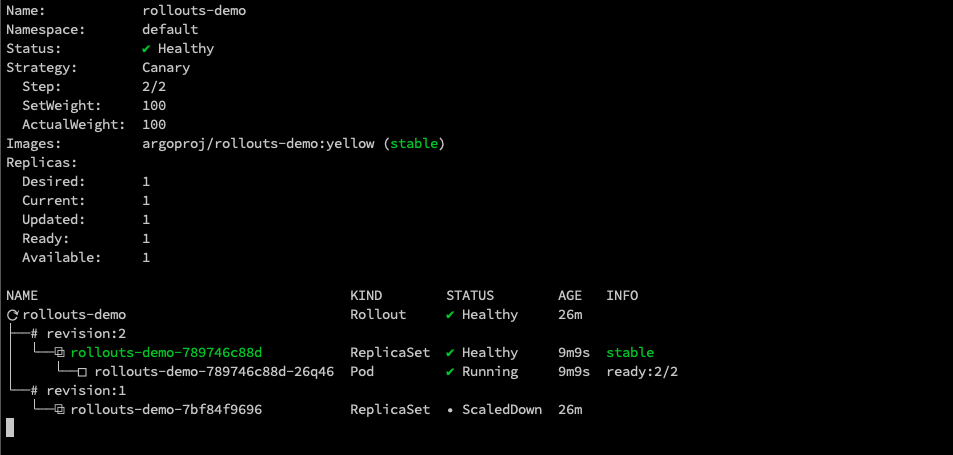 Name:            rollouts-demo
Namespace:       default
Status:          ✔ Healthy
Strategy:        Canary
  Step:          2/2
  SetWeight:     100
  ActualWeight:  100
Images:          argoproj/rollouts-demo:yellow (stable)
Replicas:
  Desired:       1
  Current:       1
  Updated:       1
  Ready:         1
  Available:     1
NAME                                       KIND        STATUS        AGE   INFO
⟳ rollouts-demo                            Rollout     ✔ Healthy     26m
├──# revision:2
│  └──⧉ rollouts-demo-789746c88d           ReplicaSet  ✔ Healthy     9m9s  stable
│     └──□ rollouts-demo-789746c88d-26q46  Pod         ✔ Running     9m9s  ready:2/2
└──# revision:1
   └──⧉ rollouts-demo-7bf84f9696           ReplicaSet  • ScaledDown  26m